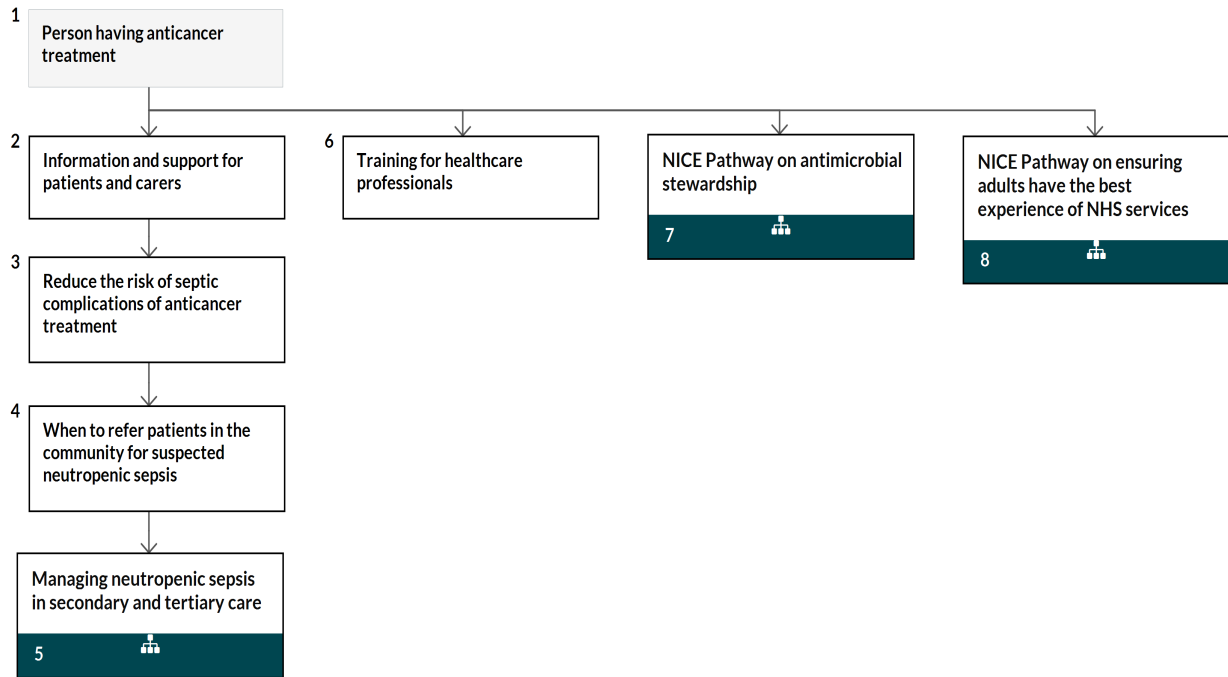 1
Person having anticancer
treatment
2
Information and support for
patients and carers
3
Reduce the risk of septic
complications of anticancer
treatment
4
When to refer patients in the
community for suspected
neutropenic sepsis
Managing neutropenic sepsis
in secondary and tertiary care
5
6
Training for healthcare
professionals
NICE Pathway on antimicrobial
stewardship
7
NICE Pathway on ensuring
adults have the best
experience of NHS services
8